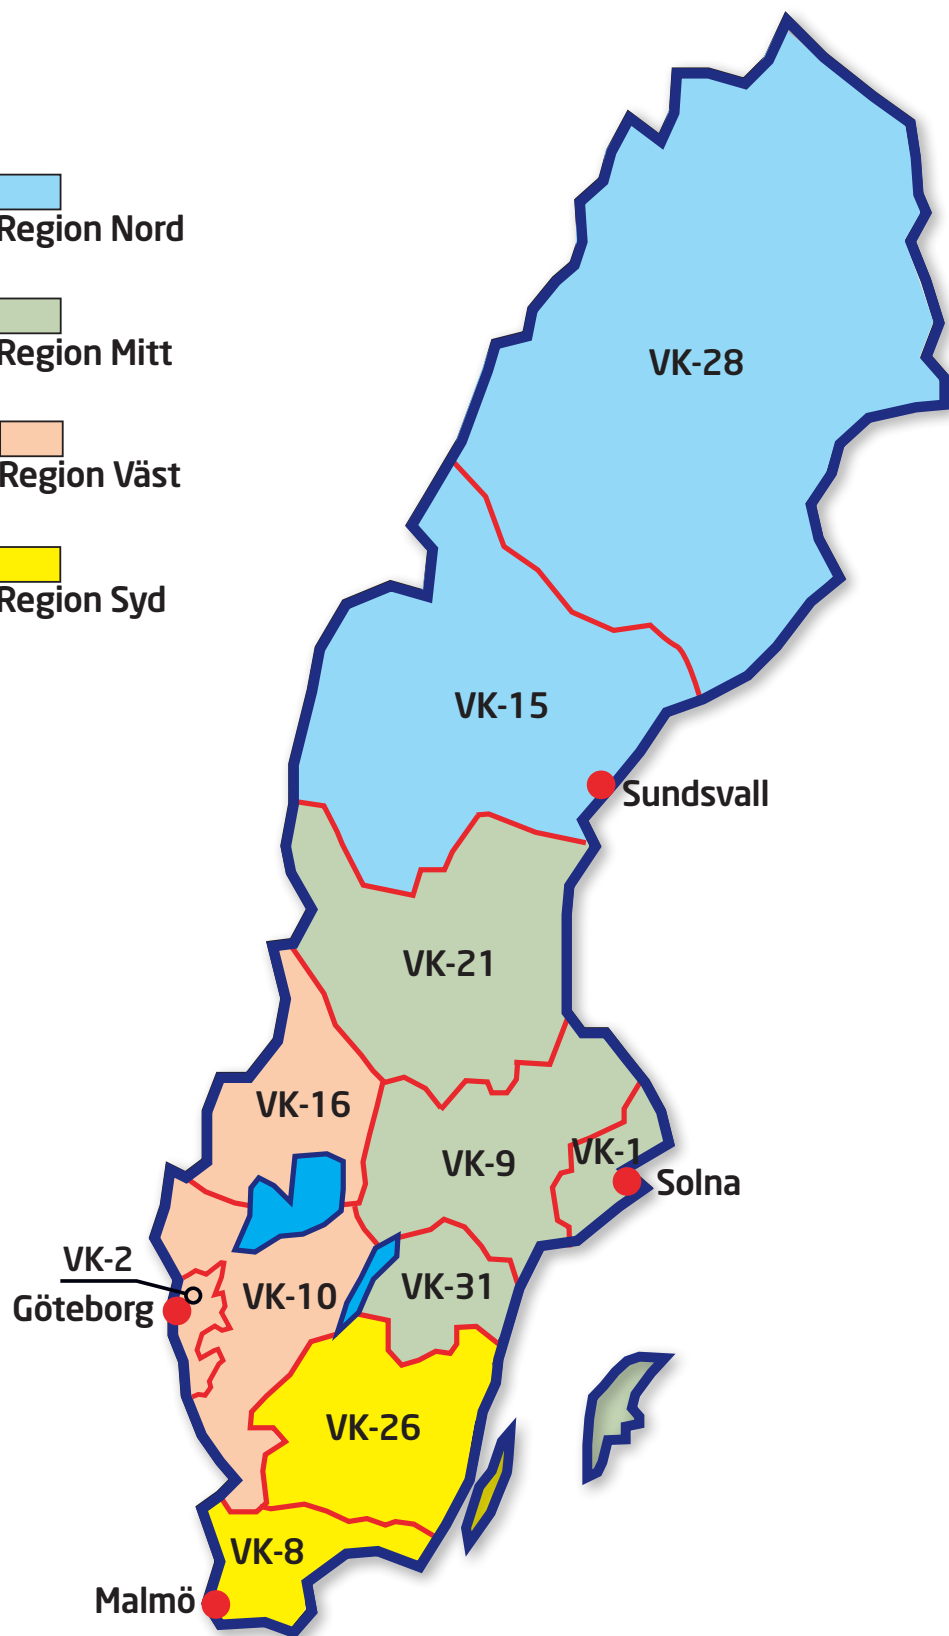 Region Nord
Region Mitt
Region Väst
Region Syd
VK-28
VK-15
Sundsvall
VK-21
VK-16
VK-9
VK-1
Solna
VK-2
Göteborg
VK-10
VK-31
VK-26
VK-8
Malmö